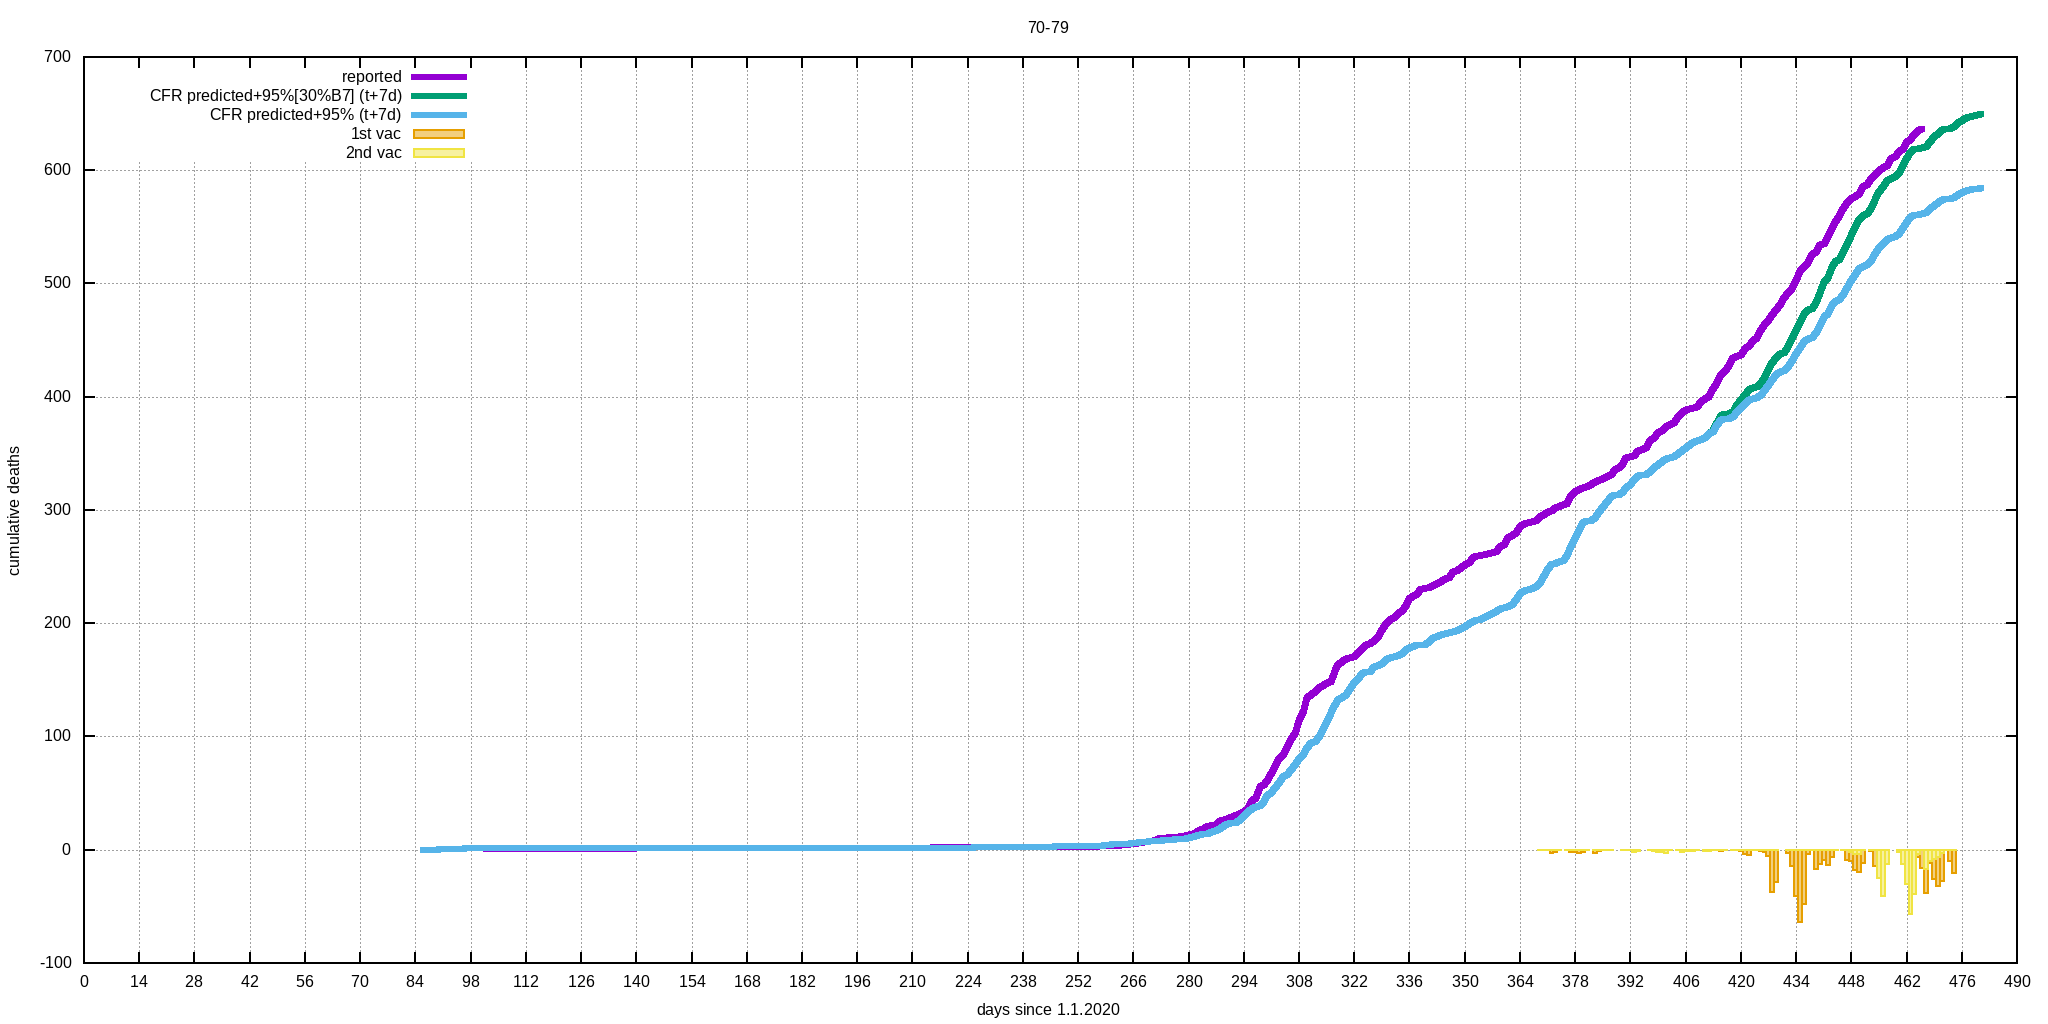 70-79
700
600
500
400
300
200
100
0
-100
cumulative deaths
reported
CFR predicted+95%[30%B7] (t+7d)
CFR predicted+95% (t+7d)
1st vac
2nd vac
0 14 28 42 56 70 84 98 112 126 140 154 168 182 196 210 224 238 252 266 280 294 308 322 336 350 364 378 392 406 420 434 448 462 476 490
days since 1.1.2020